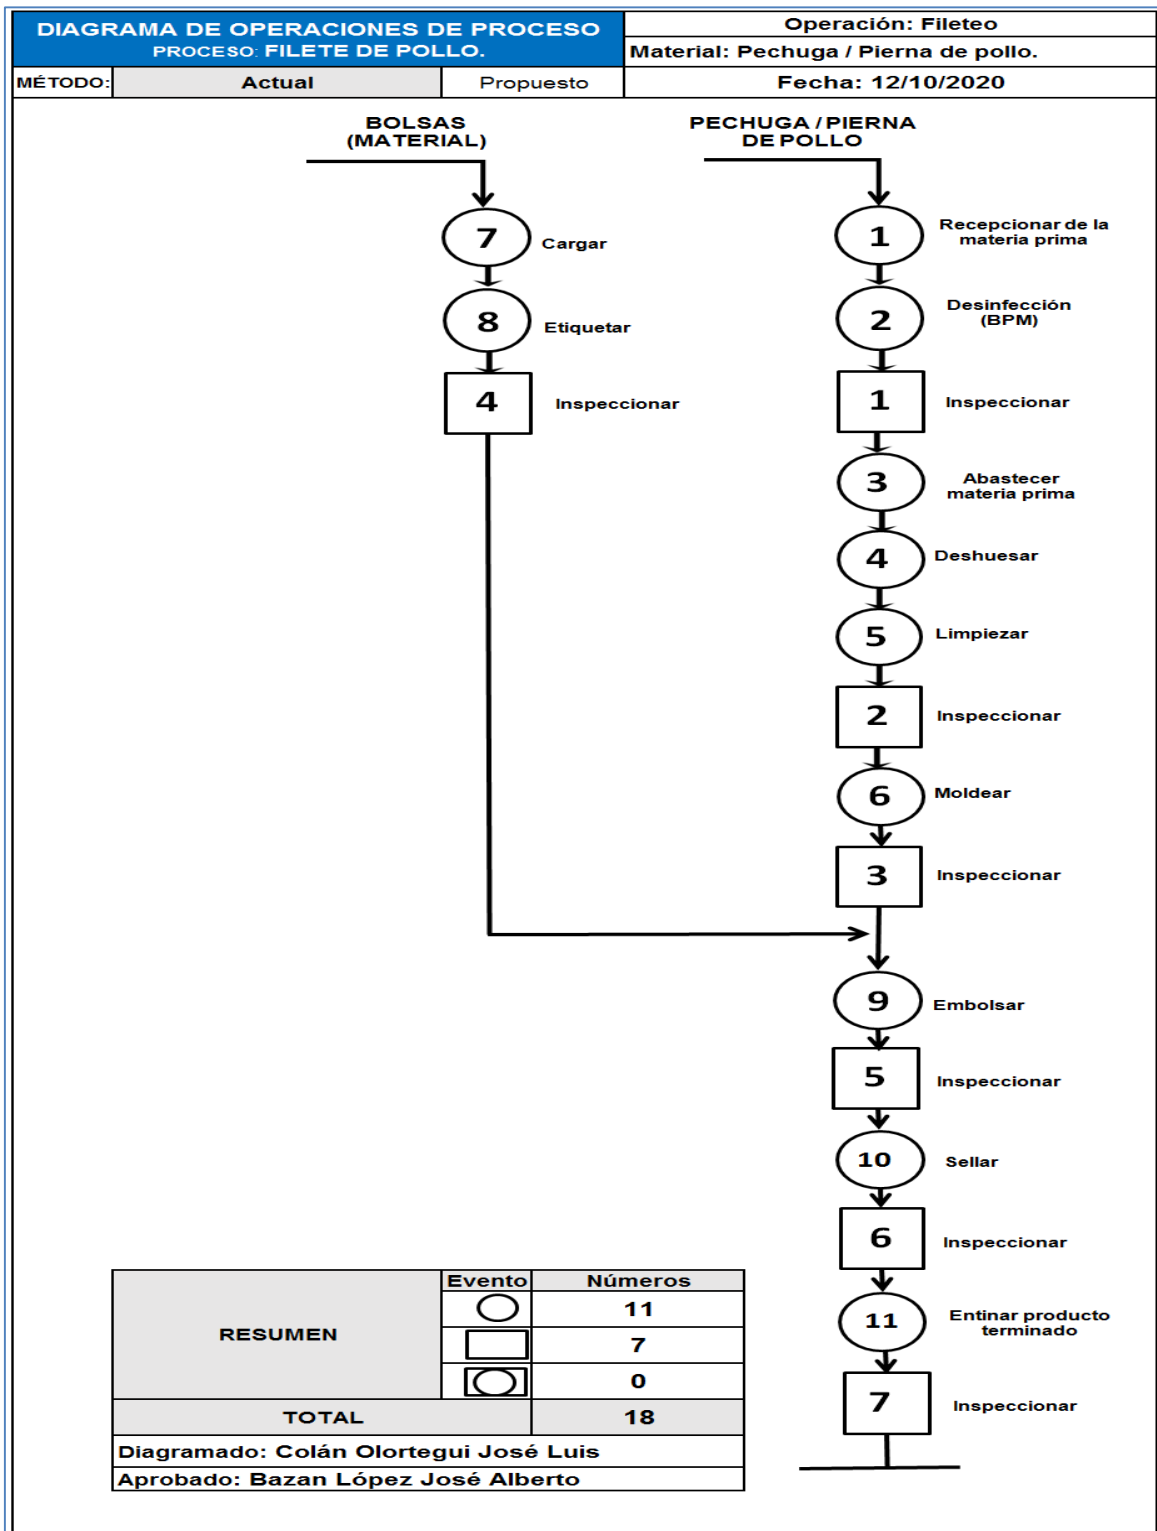 DIAGRAMA DE OPERACIONES DE PROCESO
PROCESO: FILETE DE POLLO.
Operación: Fileteo
Material: Pechuga / Pierna de pollo.
MÉTODO: Actual Propuesto Fecha: 12/10/2020
BOLSAS
(MATERIAL)
PECHUGA / PIERNA
DE POLLO
7 Cargar
8 Etiquetar
4 Inspeccionar
1 Recepcionar de la
materia prima
2 Desinfección
(BPM)
1 Inspeccionar
3 Abastecer
materia prima
4 Deshuesar
5 Limpiezar
2 Inspeccionar
6 Moldear
3 Inspeccionar
9 Embolsar
5 Inspeccionar
10 Sellar
6 Inspeccionar
11 Entinar producto
terminado
7 Inspeccionar
Evento Números
RESUMEN
11
7
0
TOTAL 18
Diagramado: Colán Olortegui José Luis
Aprobado: Bazan López José Alberto